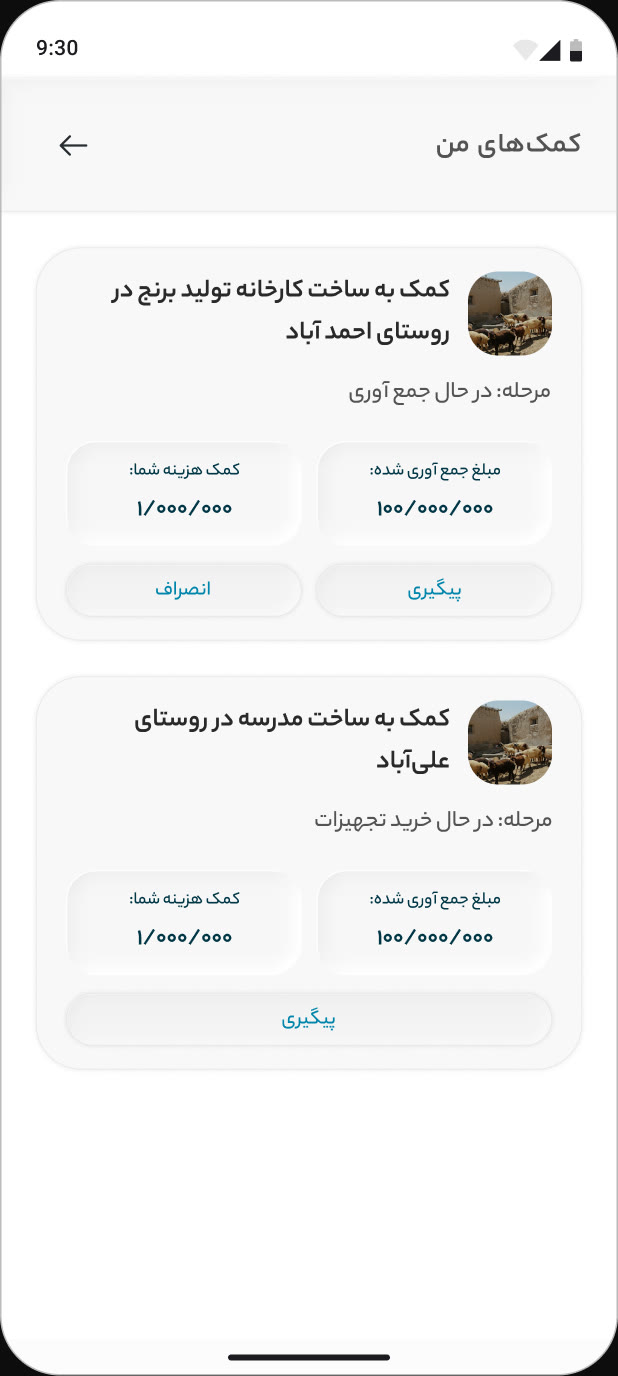 9:30
کمک‌های من
کمک به ساخت کارخانه تولید برنج در
روستای احمد آباد
مرحله: در حال جمع آوری
مبلغ جمع آوری شده:
۱۰۰/۰۰۰/۰۰۰
کمک هزینه شما:
۱/۰۰۰/۰۰۰
پیگیری
انصراف
کمک به ساخت مدرسه در روستای
علی‌آباد
مرحله: در حال خرید تجهیزات
مبلغ جمع آوری شده:
۱۰۰/۰۰۰/۰۰۰
کمک هزینه شما:
۱/۰۰۰/۰۰۰
پیگیری